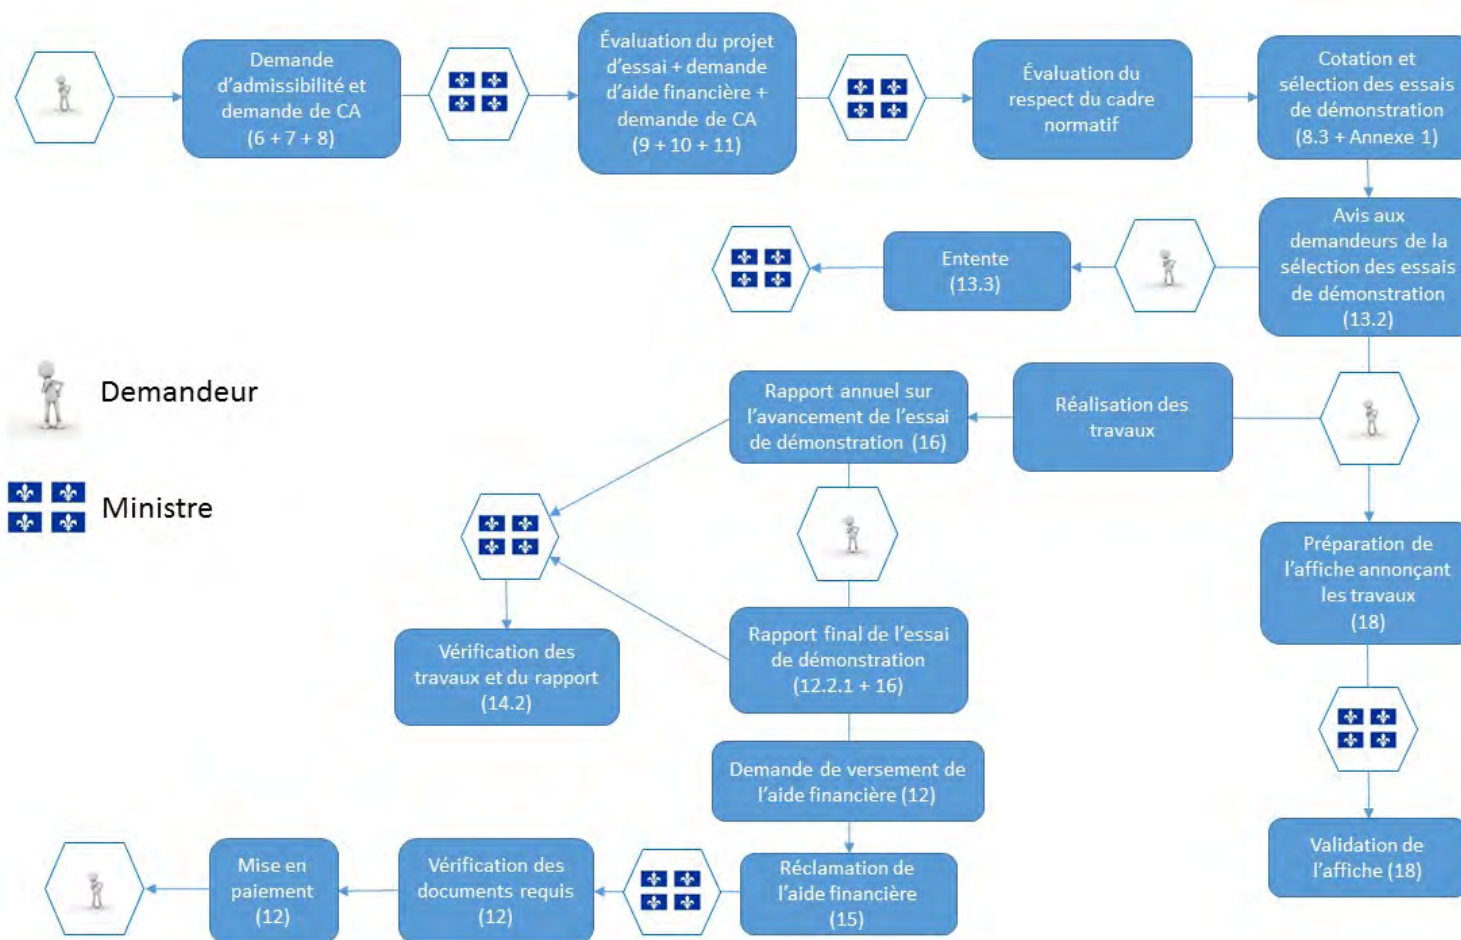 Demande
d'admissibilité et
demande de CA
(6 + 7 + 8)
Évaluation du projet
d'essai + demande
d'aide financière +
demande de CA
(9 + 10 + 11)
Évaluation du
respect du cadre
normatif
Cotation et
sélection des essais
de démonstration
(8.3 + Annexe 1)
Avis aux
demandeurs de la
sélection des essais
de démonstration
(13.2)
Entente
(13.3)
Demandeur
Ministre
Rapport annuel sur
l'avancement de l'essai
de démonstration (16)
Réalisation des
travaux
Préparation de
l'affiche annonçant
les travaux
(18)
Vérification des
travaux et du rapport
(14.2)
Rapport final de l'essai
de démonstration
(12.2.1 + 16)
Demande de versement de
l'aide financière (12)
Validation de
l'affiche (18)
Mise en
paiement
(12)
Vérification des
documents requis
(12)
Réclamation de
l'aide financière
(15)